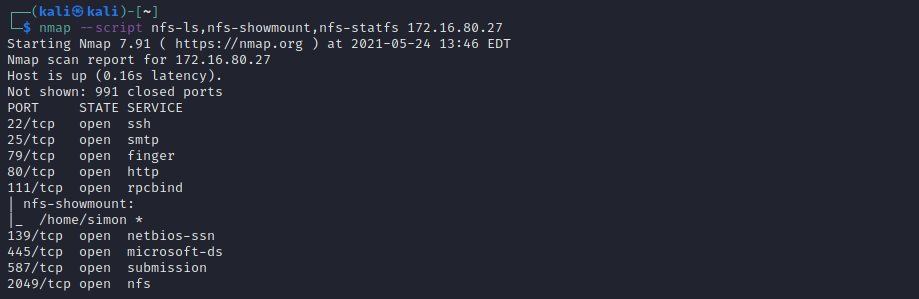 ┌──(kali㉿kali)-[~]
└─$ nmap --script nfs-ls,nfs-showmount,nfs-statfs 172.16.80.27
Starting Nmap 7.91 ( https://nmap.org ) at 2021-05-24 13:46 EDT
Nmap scan report for 172.16.80.27
Host is up (0.16s latency).
Not shown: 991 closed ports
PORT     STATE SERVICE
22/tcp   open  ssh
25/tcp   open  smtp
79/tcp   open  finger
80/tcp   open  http
111/tcp  open  rpcbind
| nfs-showmount:
|_  /home/simon *
139/tcp  open  netbios-ssn
445/tcp  open  microsoft-ds
587/tcp  open  submission
2049/tcp open  nfs